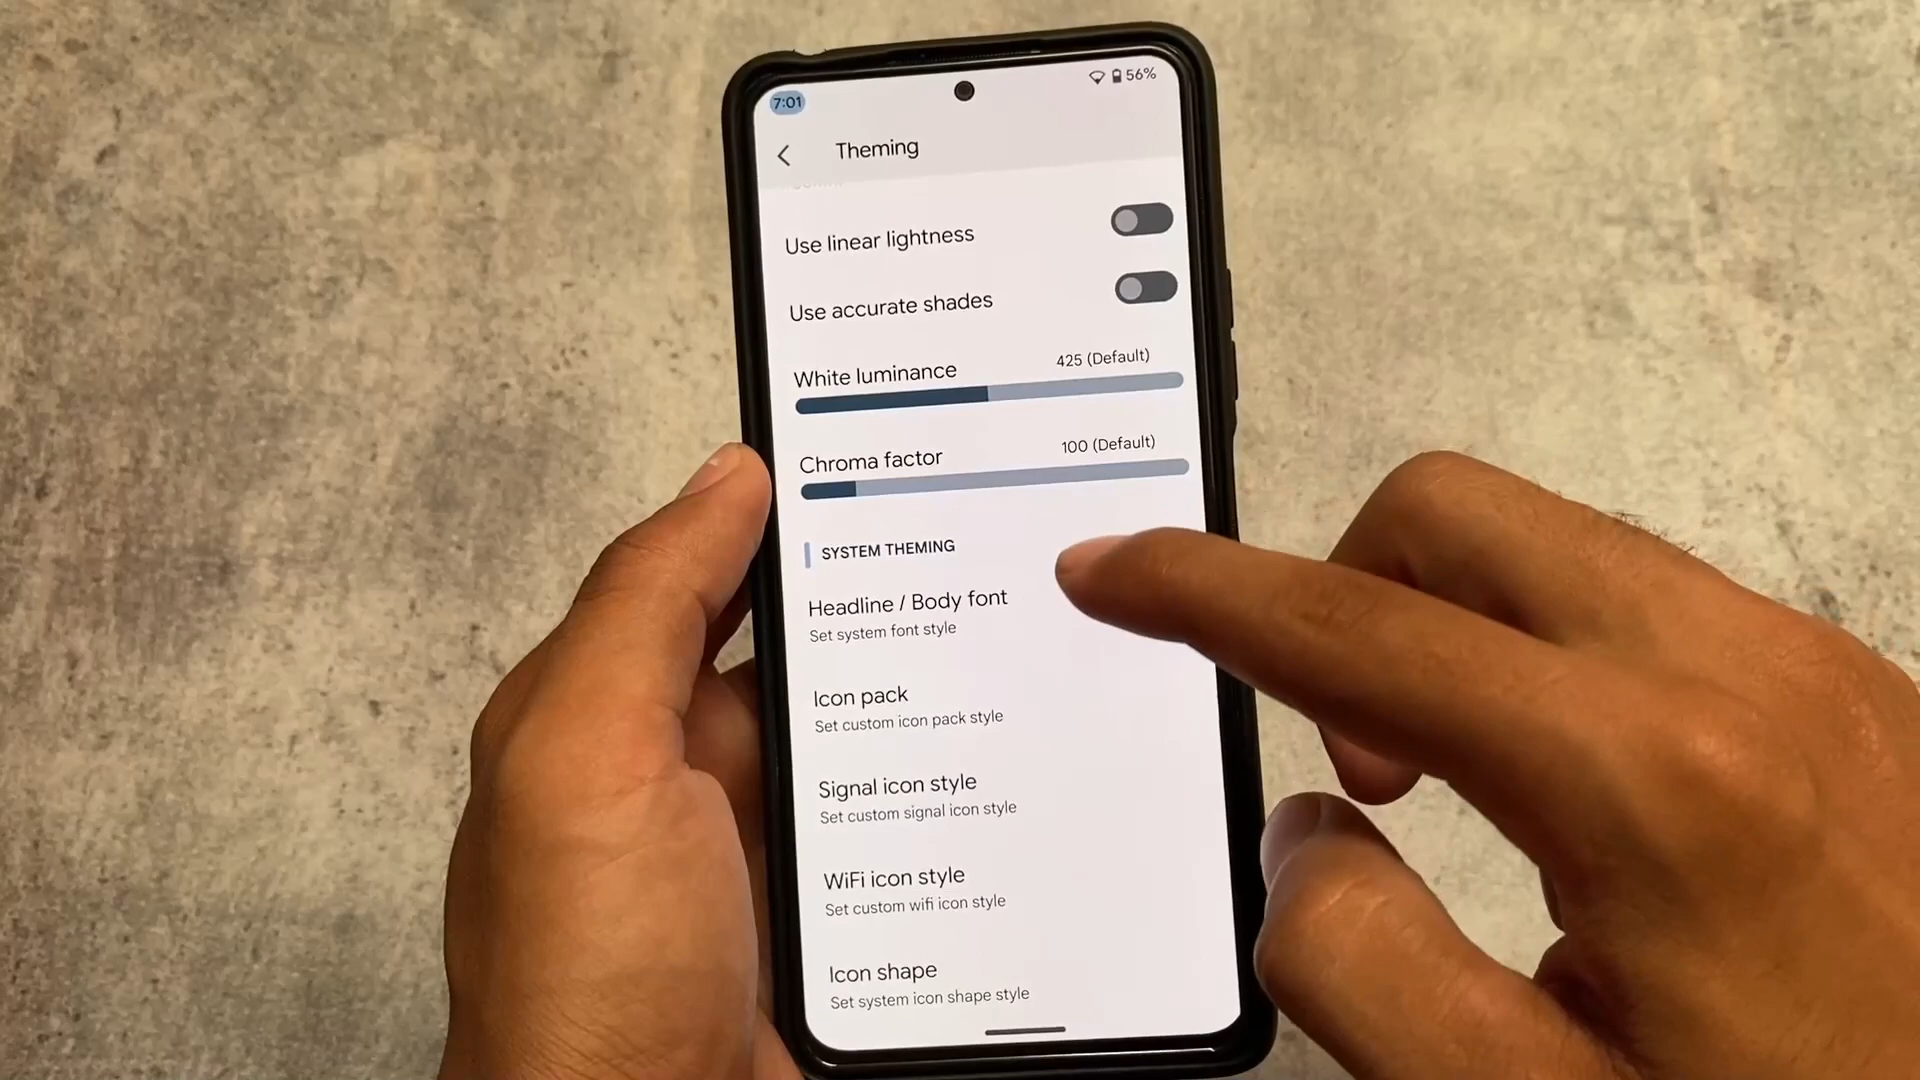 7:01
56%
Theming
Use linear lightness
Use accurate shades
White luminance
425 (Default)
Chroma factor
100 (Default)
SYSTEM THEMING
Headline / Body font
Set system font style
Icon pack
Set custom icon pack style
Signal icon style
Set custom signal icon style
WiFi icon style
Set custom wifi icon style
Icon shape
Set system icon shape style